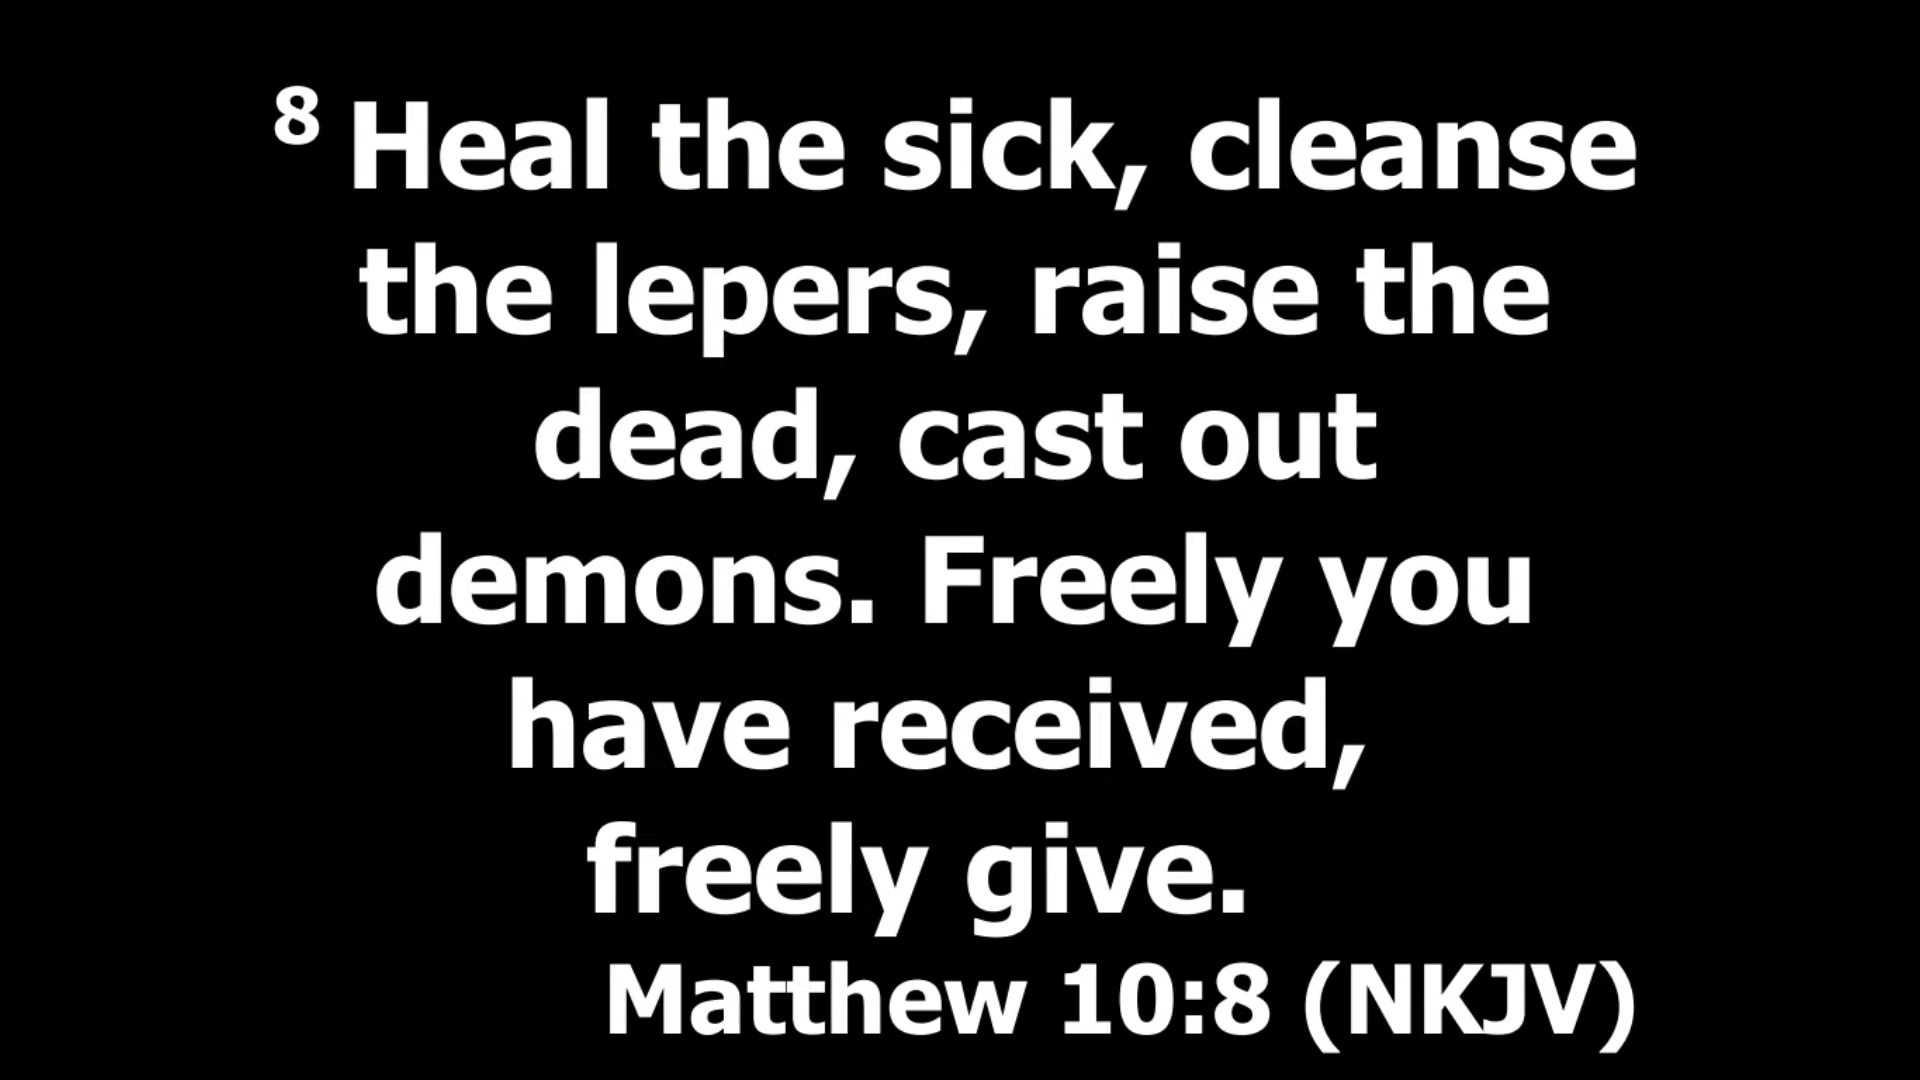 8 Heal the sick, cleanse
the lepers, raise the
dead, cast out
demons. Freely you
have received,
freely give.
Matthew 10:8 (NKJV)